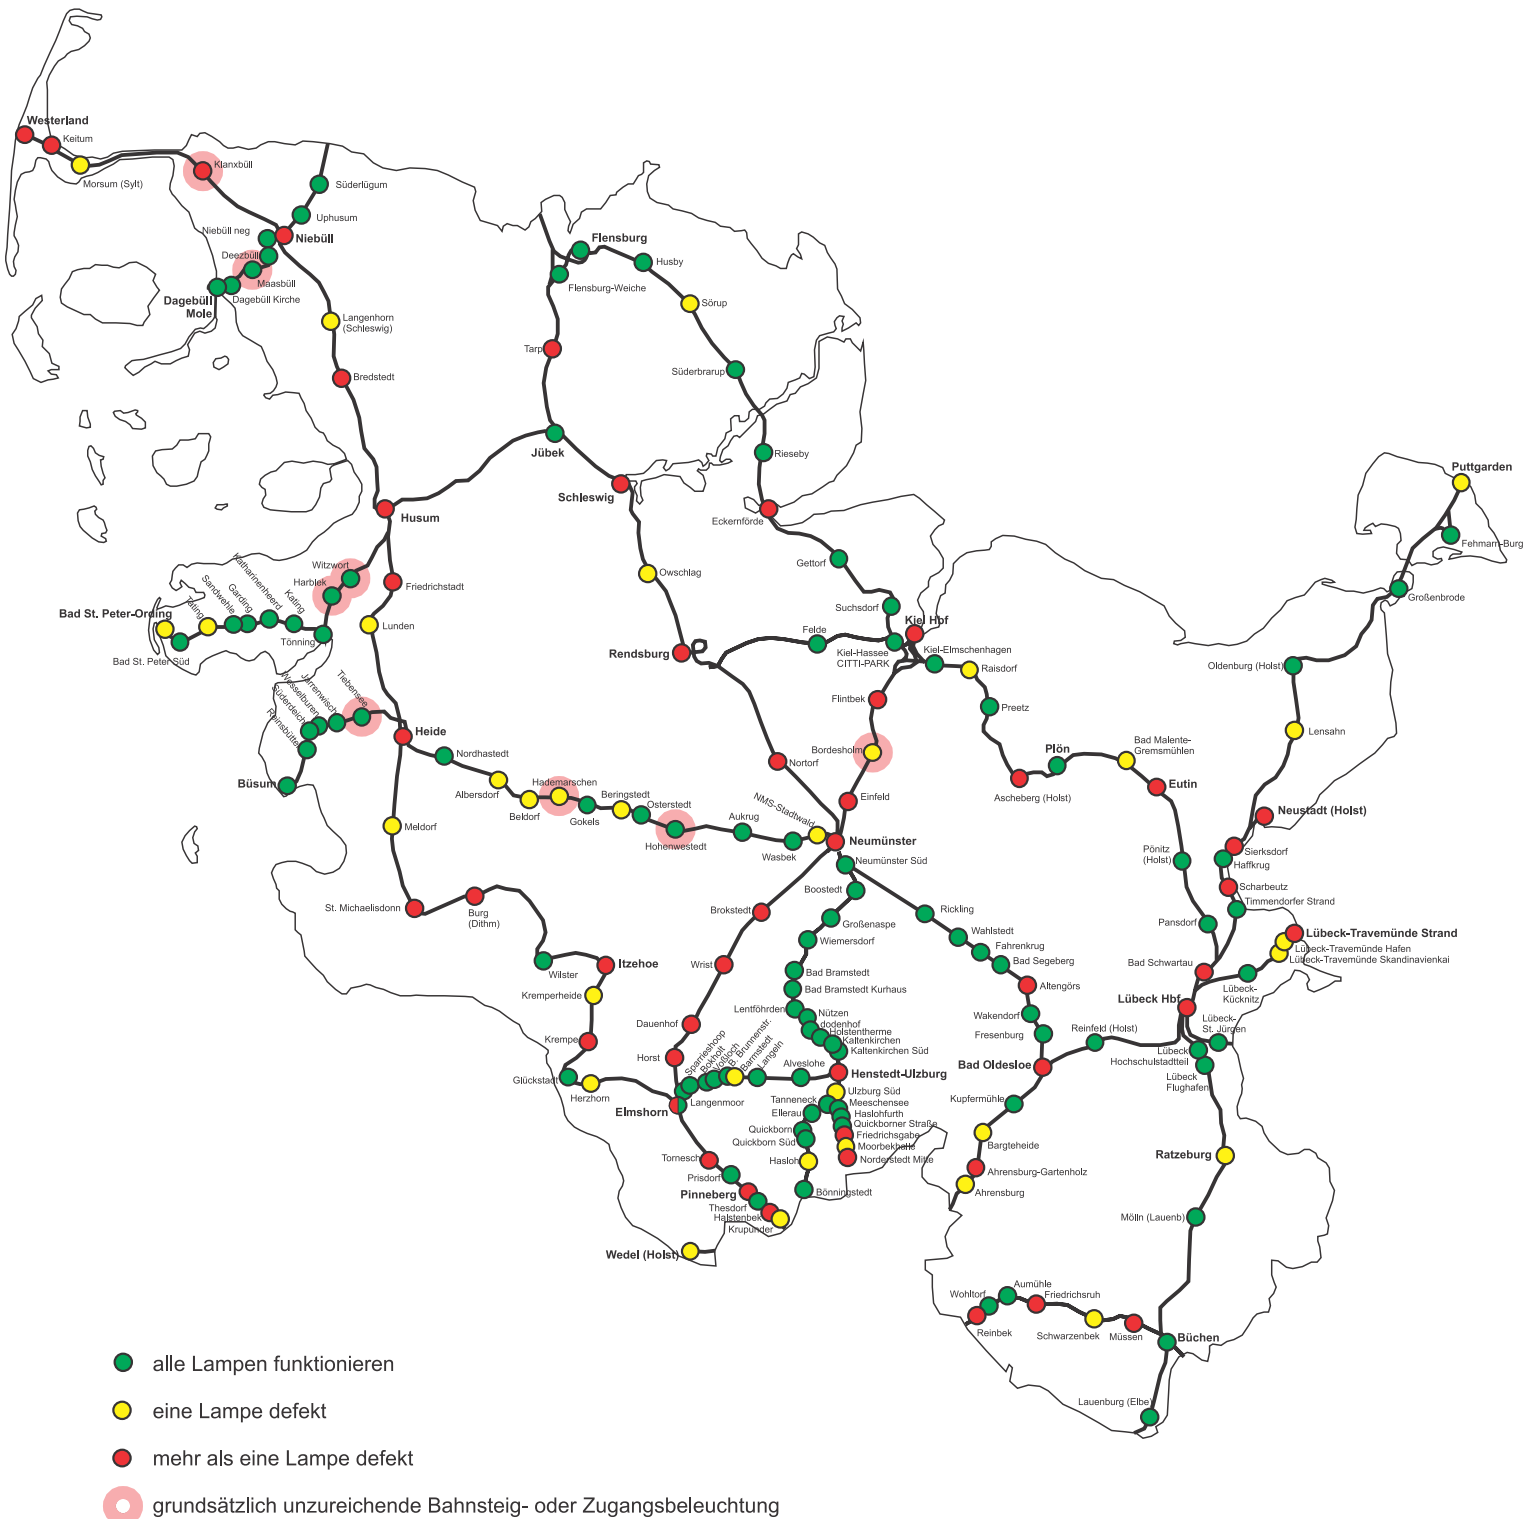 Westerland
Keitum
Morsum (Sylt)
Klanxbüll
Süderlügum
Uphusum
Niebüll neg
Niebüll
Deezbüll
Maasbüll
Dagebüll Kirche
Dagebüll
Mole
Langenhorn
(Schleswig)
Bredstedt
Flensburg
Husby
Flensburg-Weiche
Sörup
Tarp
Süderbrarup
Jübek
Rieseby
Schleswig
Eckernförde
Husum
Puttgarden
Fehmarn-Burg
Großenbrode
Witzwort
Harblek
Friedrichstadt
Katharinenheerd
Kating
Garding
Sandwehle
Tating
Bad St. Peter-Ording
Bad St. Peter Süd
Tönning
Lunden
Owschlag
Gettorf
Suchsdorf
Kiel Hbf
Felde
Kiel-Hassee
CITTI-PARK
Kiel-Elmschenhagen
Raisdorf
Rendsburg
Oldenburg (Holst)
Tiebensee
Jarrenwisch
Wesselburen
Süderdeich
Reinsbüttel
Büsum
Heide
Nordhastedt
Albersdorf
Beldorf
Hademarschen
Gokels
Beringstedt
Osterstedt
Hohenwestedt
Aukrug
Wasbek
NMS-Stadtwald
Nortorf
Flintbek
Bordesholm
Einfeld
Neumünster
Preetz
Plön
Ascheberg (Holst)
Bad Malente-
Gremsmühlen
Eutin
Lensahn
Neustadt (Holst)
Sierksdorf
Haffkrug
Scharbeutz
Timmendorfer Strand
Pönitz
(Holst)
Pansdorf
Meldorf
St. Michaelisdonn
Burg
(Dithm)
Wilster
Itzehoe
Kremperheide
Krempe
Glückstadt
Herzhorn
Neumünster Süd
Boostedt
Großenaspe
Wiemersdorf
Bad Bramstedt
Bad Bramstedt Kurhaus
Lentföhrden
Nützen
dodenhof
Holstentherme
Kaltenkirchen
Kaltenkirchen Süd
Brokstedt
Wrist
Dauenhof
Horst
Rickling
Wahlstedt
Fahrenkrug
Bad Segeberg
Altengörs
Wakendorf
Fresenburg
Bad Oldesloe
Reinfeld (Holst)
Bad Schwartau
Lübeck Hbf
Lübeck-Travemünde Strand
Lübeck-Travemünde Hafen
Lübeck-Travemünde Skandinavienkai
Lübeck-
Kücknitz
Lübeck-
St. Jürgen
Lübeck
Hochschulstadtteil
Lübeck
Flughafen
Sparrieshoop
Bokholt
Voßloch
B. Brunnenstr.
Barmstedt
Langeln
Alveslohe
Henstedt-Ulzburg
Ulzburg Süd
Elmshorn
Langenmoor
Tanneneck
Meeschensee
Ellerau
Haslohfurth
Quickborner Straße
Quickborn
Friedrichsgabe
Quickborn Süd
Moorbekhalle
Hasloh
Norderstedt Mitte
Bönningstedt
Tornesch
Prisdorf
Pinneberg
Thesdorf
Halstenbek
Krupunder
Wedel (Holst)
Kupfermühle
Bargteheide
Ahrensburg-Gartenholz
Ahrensburg
Ratzeburg
Mölln (Lauenb)
Aumühle
Wohltorf
Friedrichsruh
Reinbek
Schwarzenbek
Müssen
Büchen
Lauenburg (Elbe)
alle Lampen funktionieren
eine Lampe defekt
mehr als eine Lampe defekt
grundsätzlich unzureichende Bahnsteig- oder Zugangsbeleuchtung